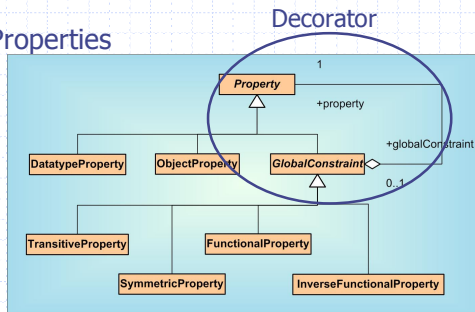 Decorator
Properties
1
Property
+property
+globalConstraint
DatatypeProperty ObjectProperty GlobalConstraint
0..1
TransitiveProperty FunctionalProperty
SymmetricProperty InverseFunctionalProperty